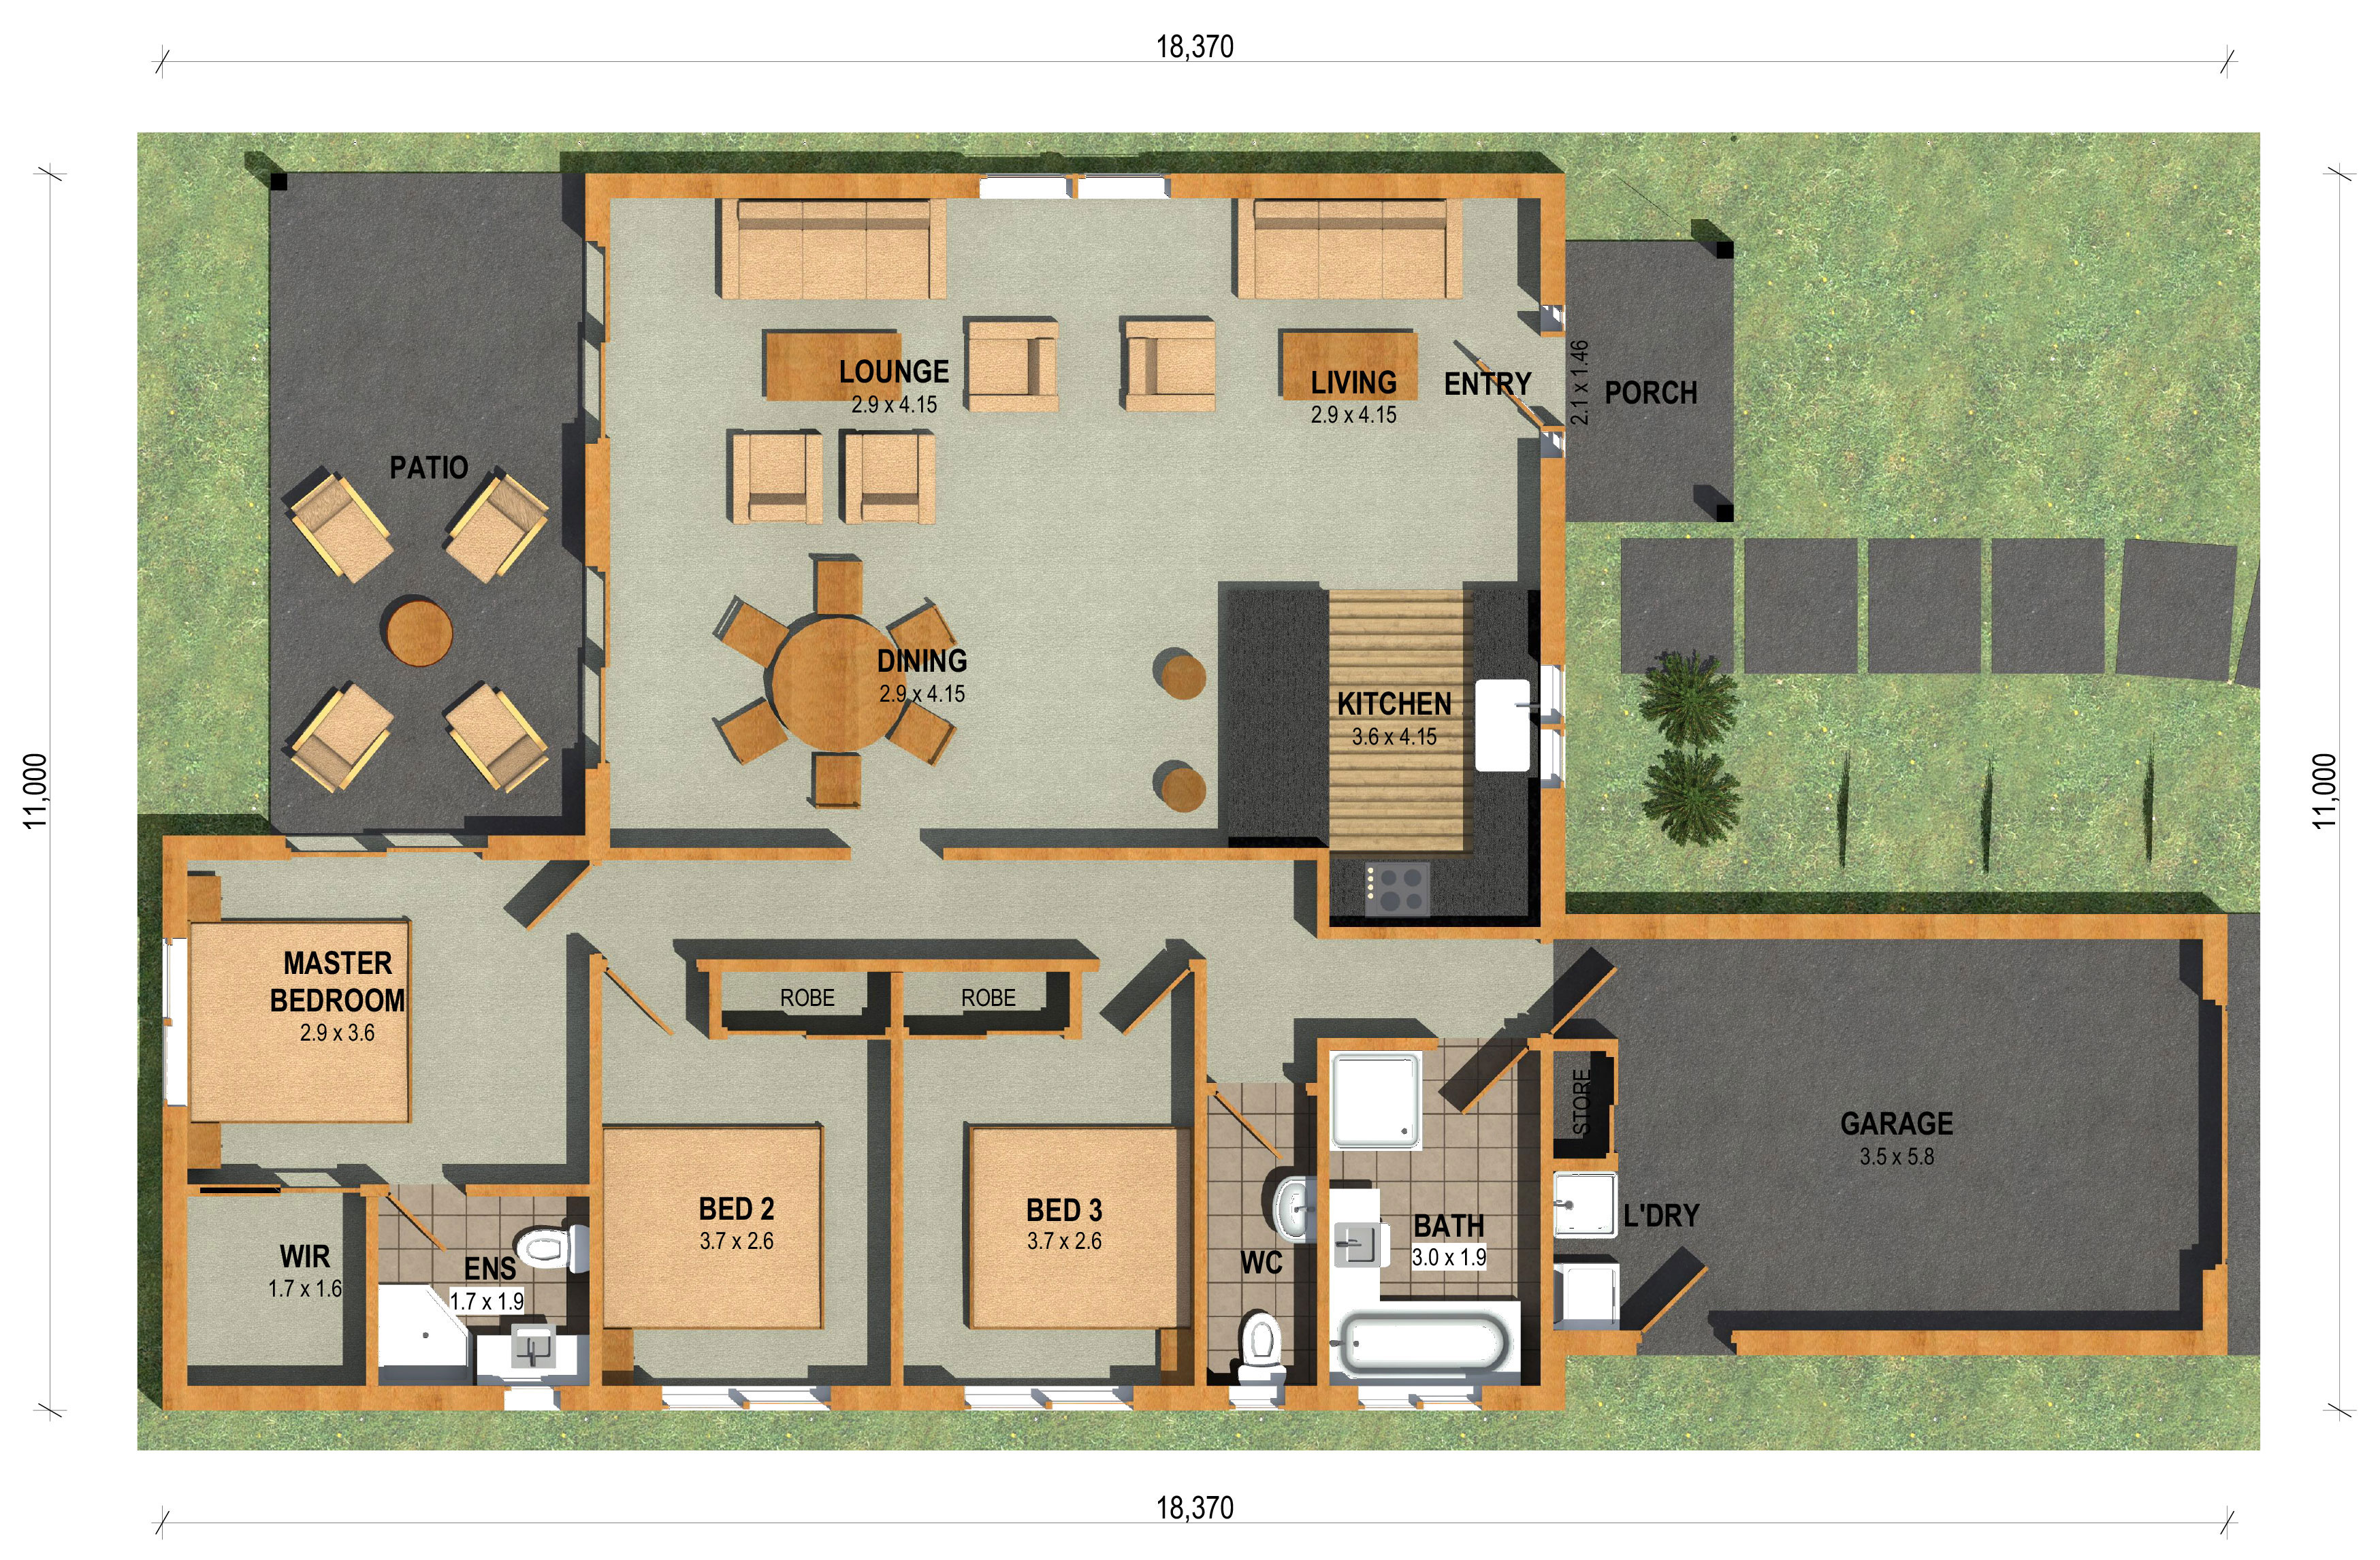 18,370
11,000
11,000
LOUNGE
2.9 x 4.15
LIVING
2.9 x 4.15
ENTRY
2.1 x 1.46
PORCH
PATIO
DINING
2.9 x 4.15
KITCHEN
3.6 x 4.15
MASTER
BEDROOM
2.9 x 3.6
ROBE
ROBE
STORE
GARAGE
3.5 x 5.8
BED 2
3.7 x 2.6
BED 3
3.7 x 2.6
L'DRY
BATH
3.0 x 1.9
WIR
1.7 x 1.6
ENS
1.7 x 1.9
WC
18,370